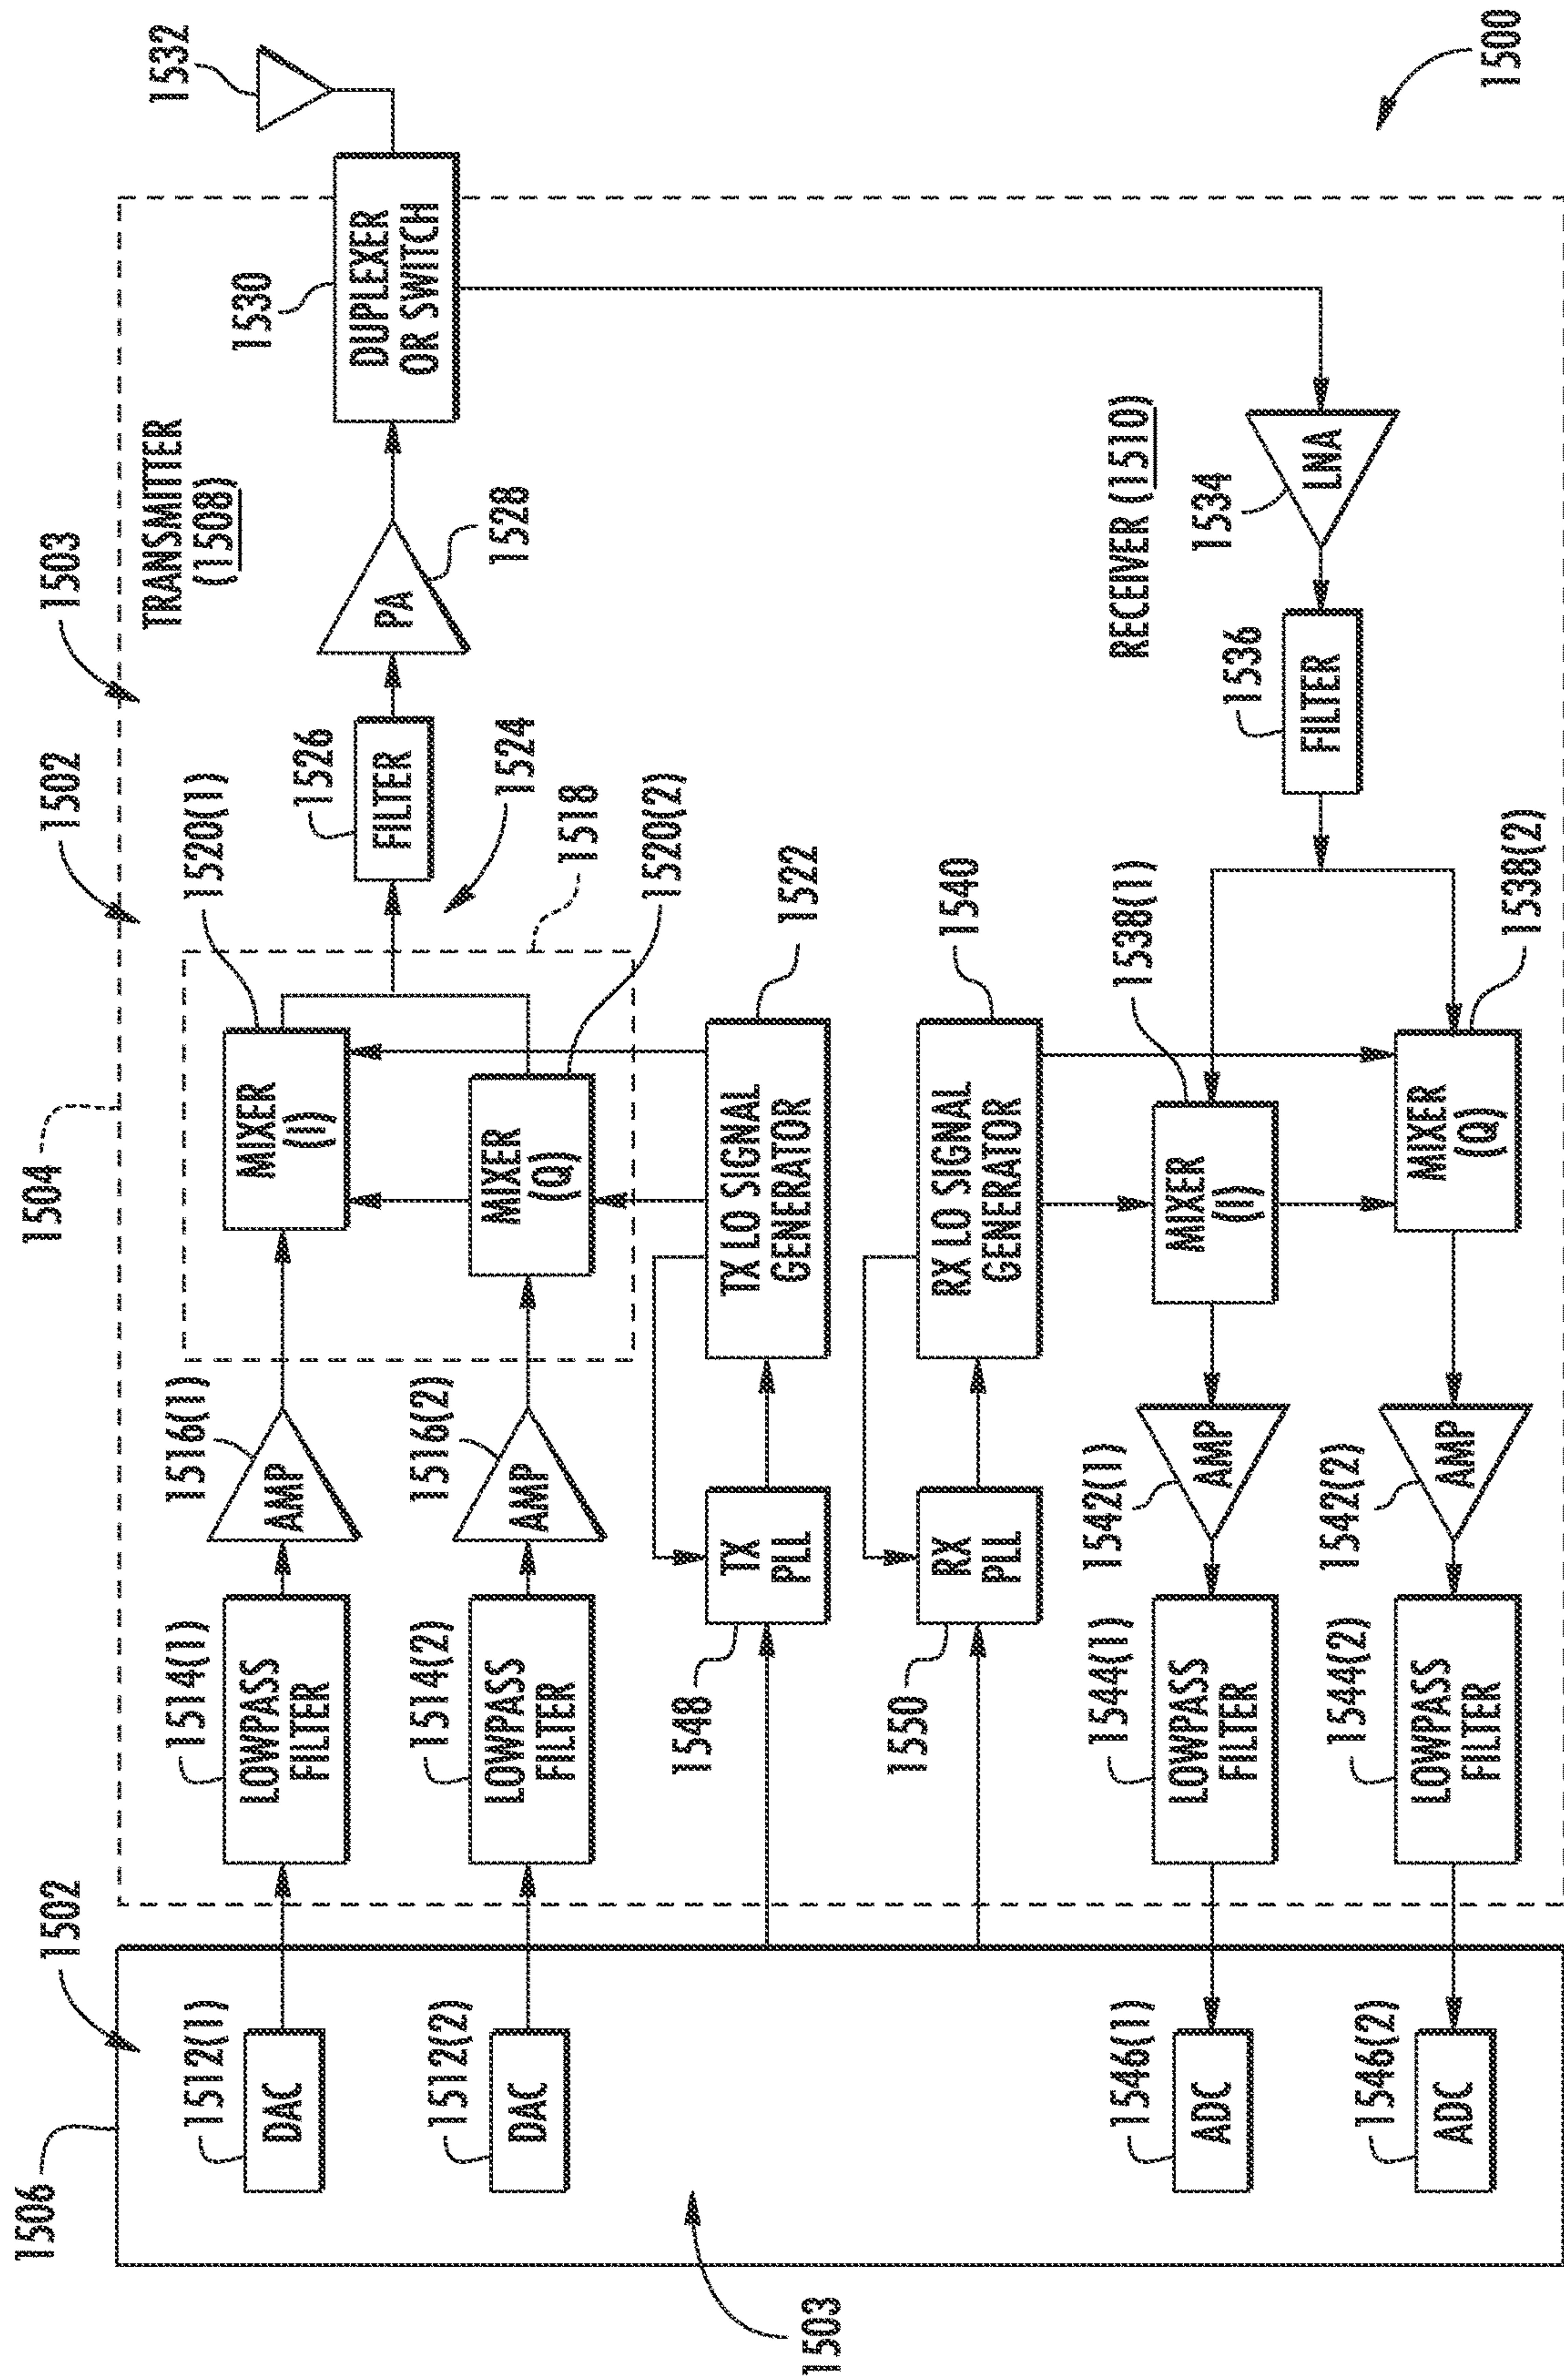 1506
1502
1504
1502
1503
TRANSMITTER
(1508)
1532
1512(1)
DAC
1514(1)
LOWPASS
FILTER
1516(1)
AMP
1520(1)
MIXER
(I)
1526
FILTER
PA
1528
1530
DUPLEXER
OR SWITCH
1512(2)
DAC
1514(2)
LOWPASS
FILTER
1516(2)
AMP
MIXER
(Q)
1524
1518
1520(2)
1503
1548
TX
PLL
TX LO SIGNAL
GENERATOR
1522
1550
RX
PLL
RX LO SIGNAL
GENERATOR
1540
RECEIVER (1510)
1546(1)
ADC
1544(1)
LOWPASS
FILTER
1542(1)
AMP
MIXER
(I)
1538(1)
1536
FILTER
1534
LNA
1546(2)
ADC
1544(2)
LOWPASS
FILTER
1542(2)
AMP
MIXER
(Q)
1538(2)
1500